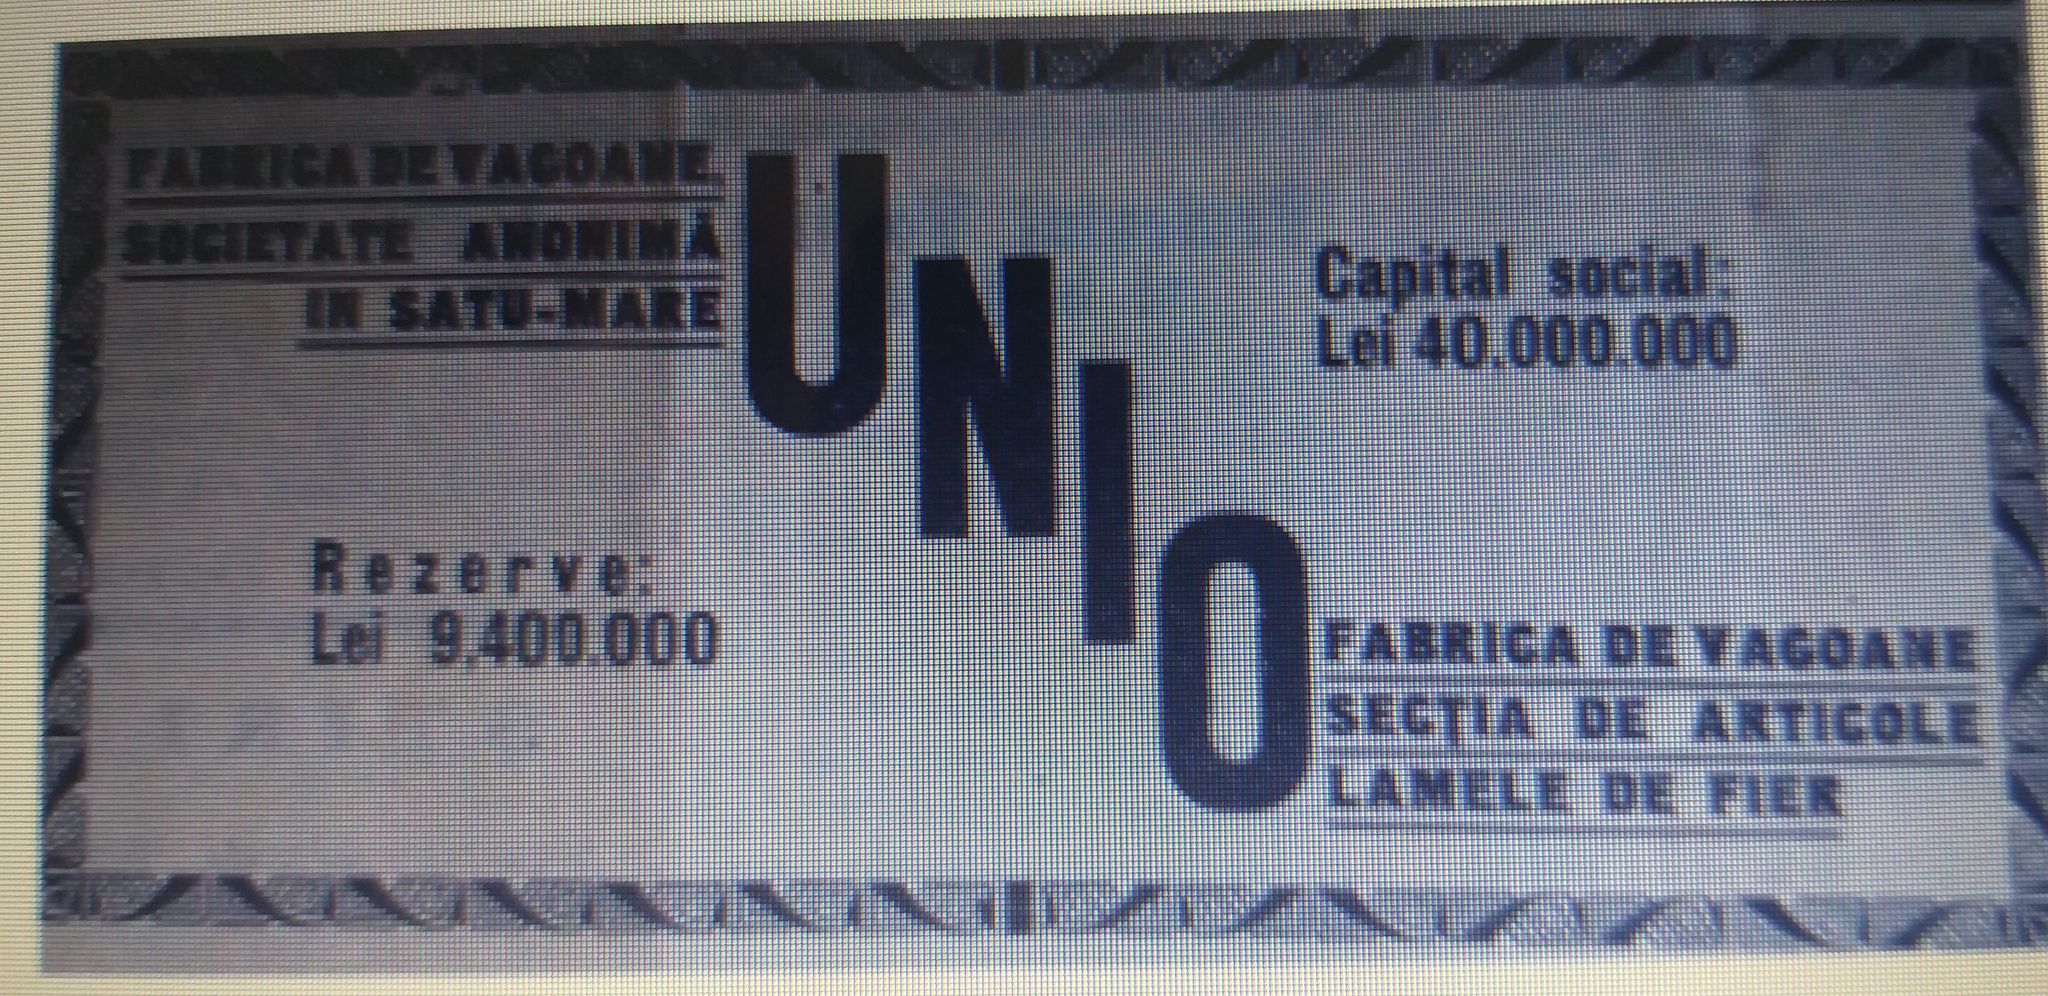 FABRICA DE VAGOANE
SOCIETATE ANONIMĂ
IN SATU-MARE
UNIO
Capital social:
Lei 40.000.000
Rezerve:
Lei 9.400.000
FABRICA DE VAGOANE
SECŢIA DE ARTICOLE
LAMELE DE FIER